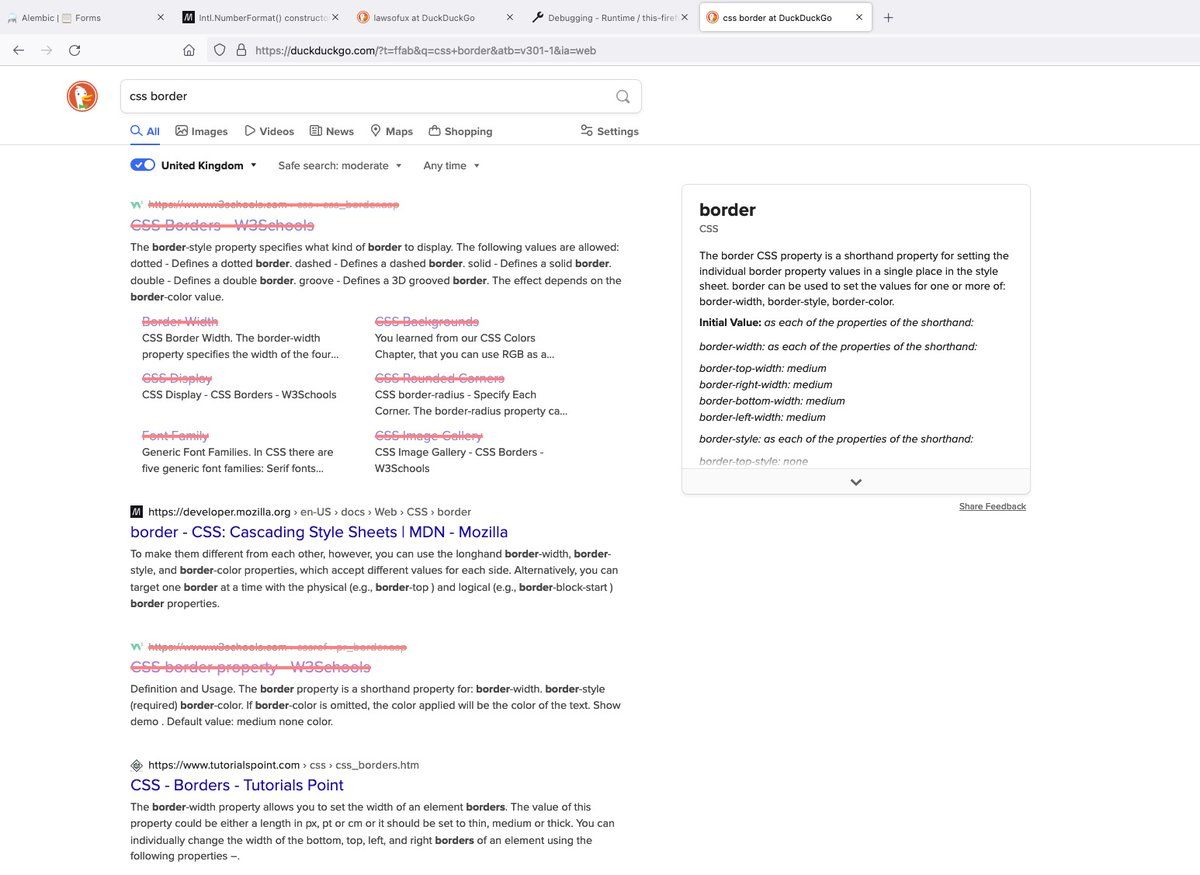 Alembic | Forms
Intl.NumberFormat() constructo
lawsofux at DuckDuckGo
Debugging - Runtime / this-firef
css border at DuckDuckGo
https://duckduckgo.com/?t=ffab&q=css+border&atb=v301-1&ia=web
css border
All Images Videos News Maps Shopping Settings
United Kingdom Safe search: moderate Any time
https://www.w3schools.com › css › css_border.asp
CSS Borders - W3Schools
The border-style property specifies what kind of border to display. The following values are allowed:
dotted - Defines a dotted border. dashed - Defines a dashed border. solid - Defines a solid border.
double - Defines a double border. groove - Defines a 3D grooved border. The effect depends on the
border-color value.
Border Width
CSS Border Width. The border-width
property specifies the width of the four...
CSS Backgrounds
You learned from our CSS Colors
Chapter, that you can use RGB as a...
CSS Display
CSS Display - CSS Borders - W3Schools
CSS Rounded Corners
CSS border-radius - Specify Each
Corner. The border-radius property ca...
Font Family
Generic Font Families. In CSS there are
five generic font families: Serif fonts...
CSS Image Gallery
CSS Image Gallery - CSS Borders -
W3Schools
https://developer.mozilla.org › en-US › docs › Web › CSS › border
border - CSS: Cascading Style Sheets | MDN - Mozilla
To make them different from each other, however, you can use the longhand border-width, border-
style, and border-color properties, which accept different values for each side. Alternatively, you can
target one border at a time with the physical (e.g., border-top ) and logical (e.g., border-block-start )
border properties.
https://www.w3schools.com › cssref › pr_border.asp
CSS border property - W3Schools
Definition and Usage. The border property is a shorthand property for: border-width. border-style
(required) border-color. If border-color is omitted, the color applied will be the color of the text. Show
demo . Default value: medium none color.
https://www.tutorialspoint.com › css › css_borders.htm
CSS - Borders - Tutorials Point
The border-width property allows you to set the width of an element borders. The value of this
property could be either a length in px, pt or cm or it should be set to thin, medium or thick. You can
individually change the width of the bottom, top, left, and right borders of an element using the
following properties –.
border
CSS
The border CSS property is a shorthand property for setting the
individual border property values in a single place in the style
sheet. border can be used to set the values for one or more of:
border-width, border-style, border-color.
Initial Value: as each of the properties of the shorthand:
border-width: as each of the properties of the shorthand:
border-top-width: medium
border-right-width: medium
border-bottom-width: medium
border-left-width: medium
border-style: as each of the properties of the shorthand:
border-top-style: none
Share Feedback